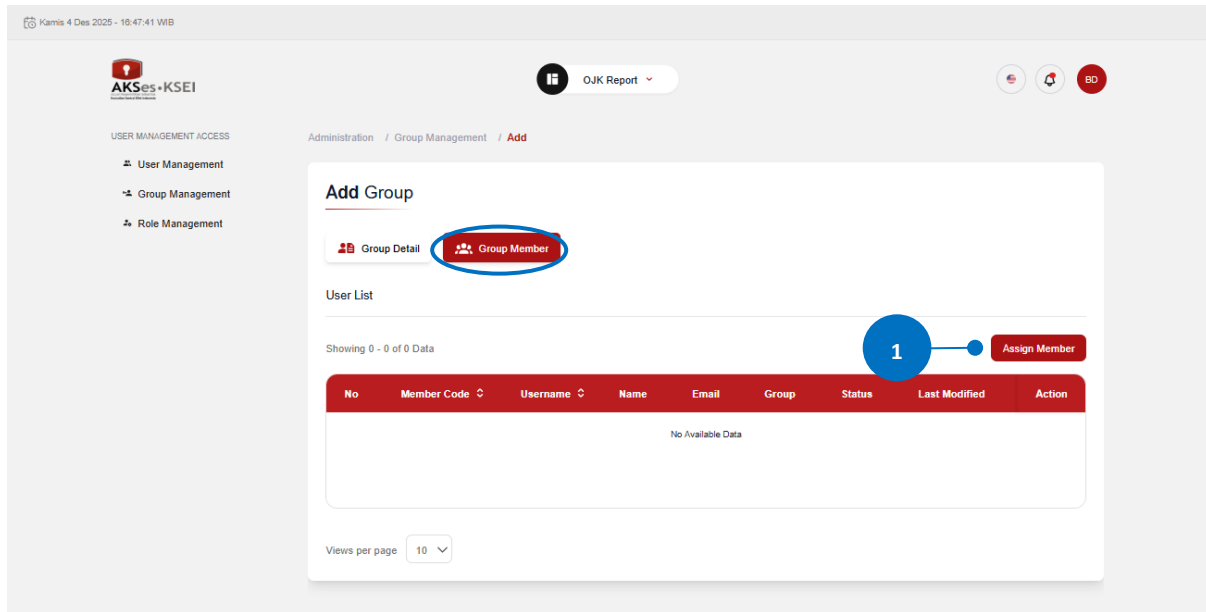 Kamis 4 Des 2025 - 16:47:41 WIB
AKSes•KSEI
OJK Report
BD
USER MANAGEMENT ACCESS
Administration / Group Management / Add
User Management
Group Management
Role Management
Add Group
Group Detail
Group Member
User List
Showing 0 - 0 of 0 Data
1
Assign Member
No Member Code Username Name Email Group Status Last Modified Action
No Available Data
Views per page 10